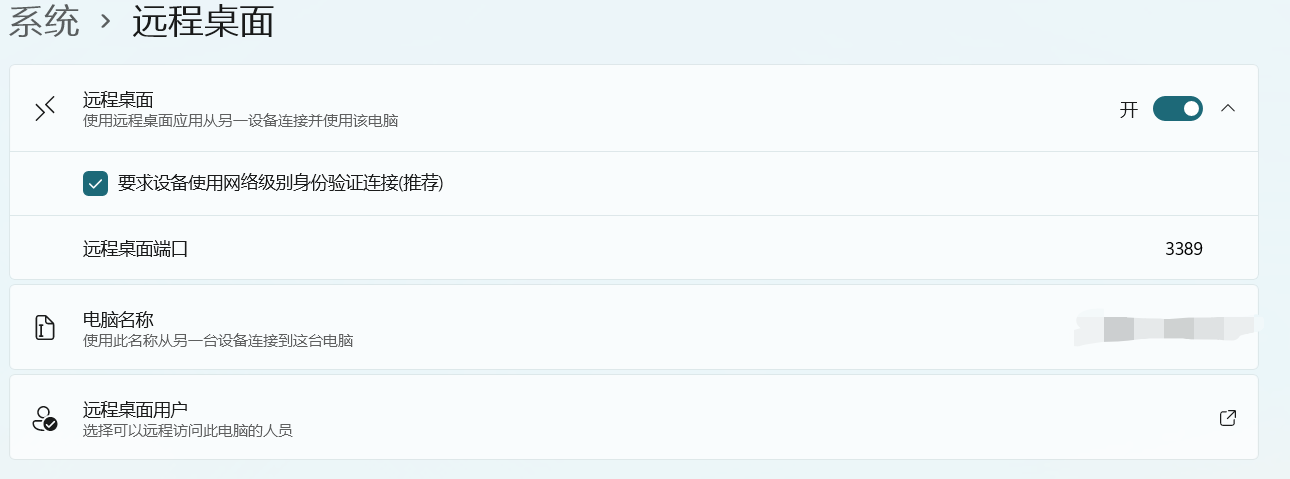 系统 › 远程桌面
远程桌面
使用远程桌面应用从另一设备连接并使用该电脑
开
要求设备使用网络级别身份验证连接(推荐)
远程桌面端口
3389
电脑名称
使用此名称从另一台设备连接到这台电脑
远程桌面用户
选择可以远程访问此电脑的人员